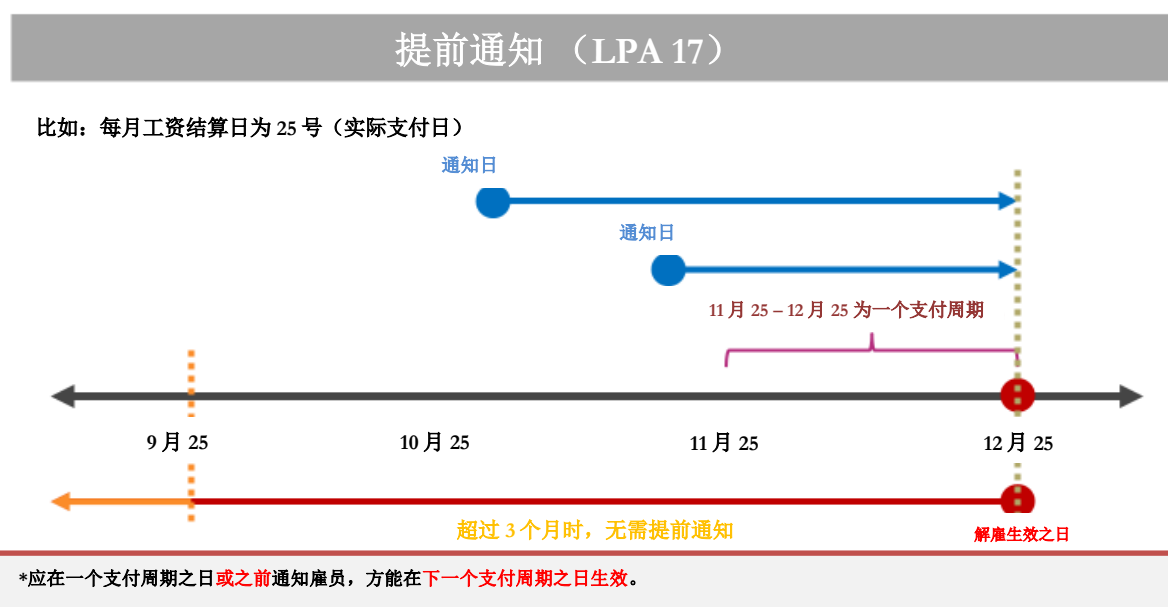 提前通知 （LPA 17）
比如：每月工资结算日为 25 号（实际支付日）
通知日
通知日
11 月 25 – 12 月 25 为一个支付周期
9 月 25
10 月 25
11 月 25
12 月 25
超过 3 个月时，无需提前通知
解雇生效之日
*应在一个支付周期之日或之前通知雇员，方能在下一个支付周期之日生效。